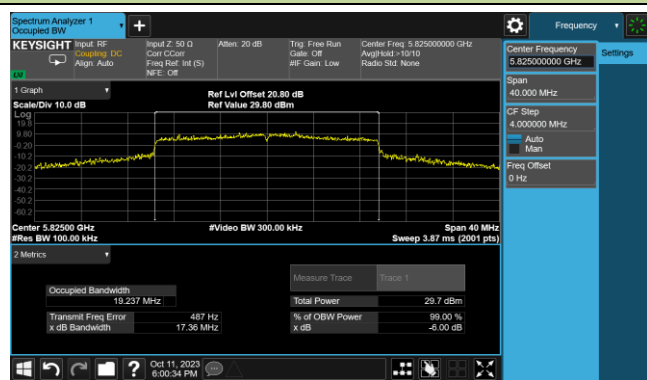 Spectrum Analyzer 1
Occupied BW
Frequency
KEYSIGHT
Input: RF
Coupling: DC
Align: Auto
Input Z: 50 Ω
Corr CCorr
Freq Ref: Int (S)
NFE: Off
Atten: 20 dB
Trig: Free Run
Gate: Off
#IF Gain: Low
Center Freq: 5.825000000 GHz
Avg|Hold:>10/10
Radio Std: None
Center Frequency
5.825000000 GHz
Settings
Span
40.000 MHz
CF Step
4.000000 MHz
Auto
Man
Freq Offset
0 Hz
1 Graph
Scale/Div 10.0 dB
Ref Lvl Offset 20.80 dB
Ref Value 29.80 dBm
Log
19.8
9.80
-0.20
-10.2
-20.2
-30.2
-40.2
-50.2
-60.2
Center 5.82500 GHz
#Video BW 300.00 kHz
Span 40 MHz
#Res BW 100.00 kHz
Sweep 3.87 ms (2001 pts)
2 Metrics
Measure Trace
Trace 1
Occupied Bandwidth
19.237 MHz
Total Power
29.7 dBm
Transmit Freq Error
487 Hz
% of OBW Power
99.00 %
x dB Bandwidth
17.36 MHz
x dB
-6.00 dB
Oct 11, 2023
6:00:34 PM